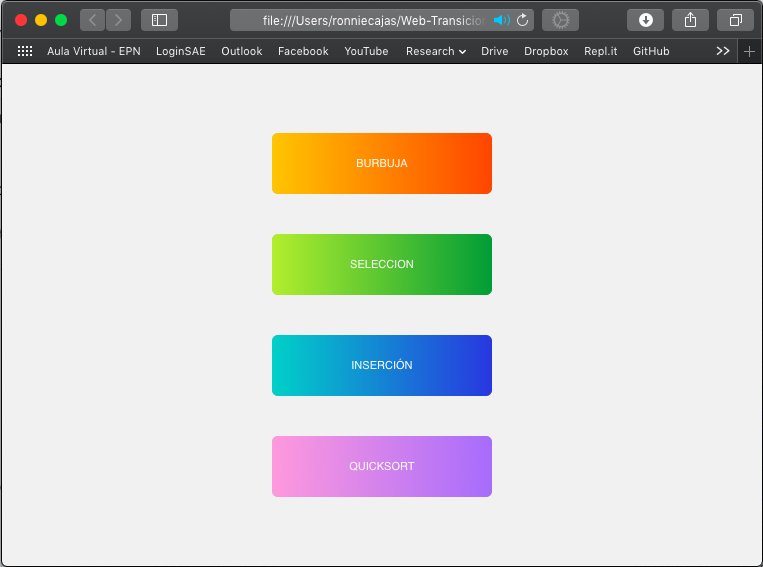 file:///Users/ronniecajas/Web-Transicion
Aula Virtual - EPN LoginSAE Outlook Facebook YouTube Research Drive Dropbox Repl.it GitHub
BURBUJA
SELECCION
INSERCIÓN
QUICKSORT